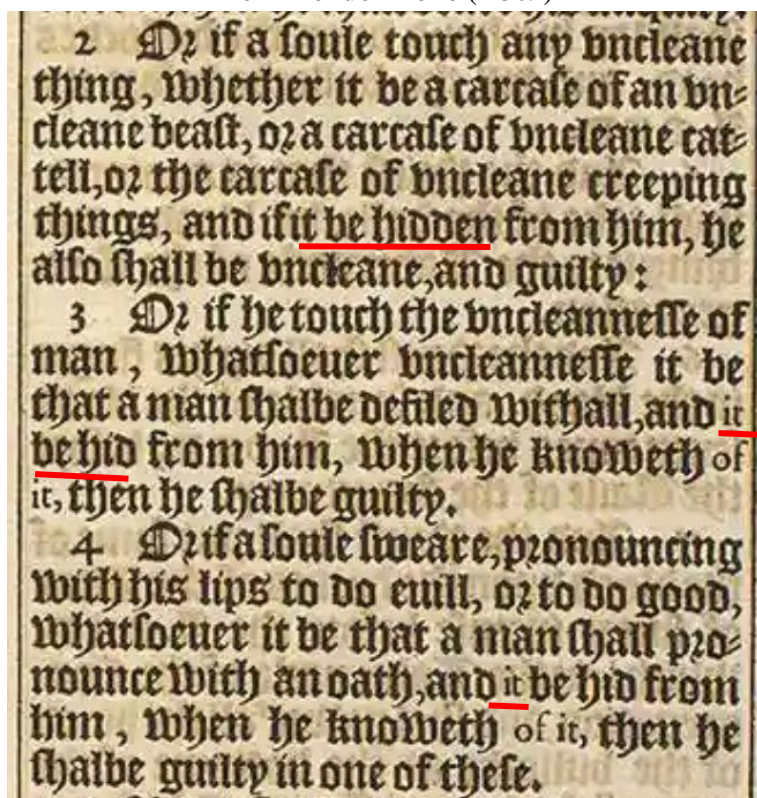 2 Or if a soule touch any vncleane
thing, whether it be a carcase of an vn-
cleane beast, or a carcase of vncleane cat-
tell, or the carcase of vncleane creeping
things, and if it be hidden from him, he
also shall be vncleane, and guilty:
3 Or if he touch the vncleannesse of
man, whatsoeuer vncleannesse it be
that a man shalbe defiled withall, and it
be hid from him, when he knoweth of
it, then he shalbe guilty.
4 Or if a soule sweare, pronouncing
with his lips to do euill, or to do good,
whatsoeuer it be that a man shall pro-
nounce with an oath, and it be hid from
him, when he knoweth of it, then he
shalbe guilty in one of these.